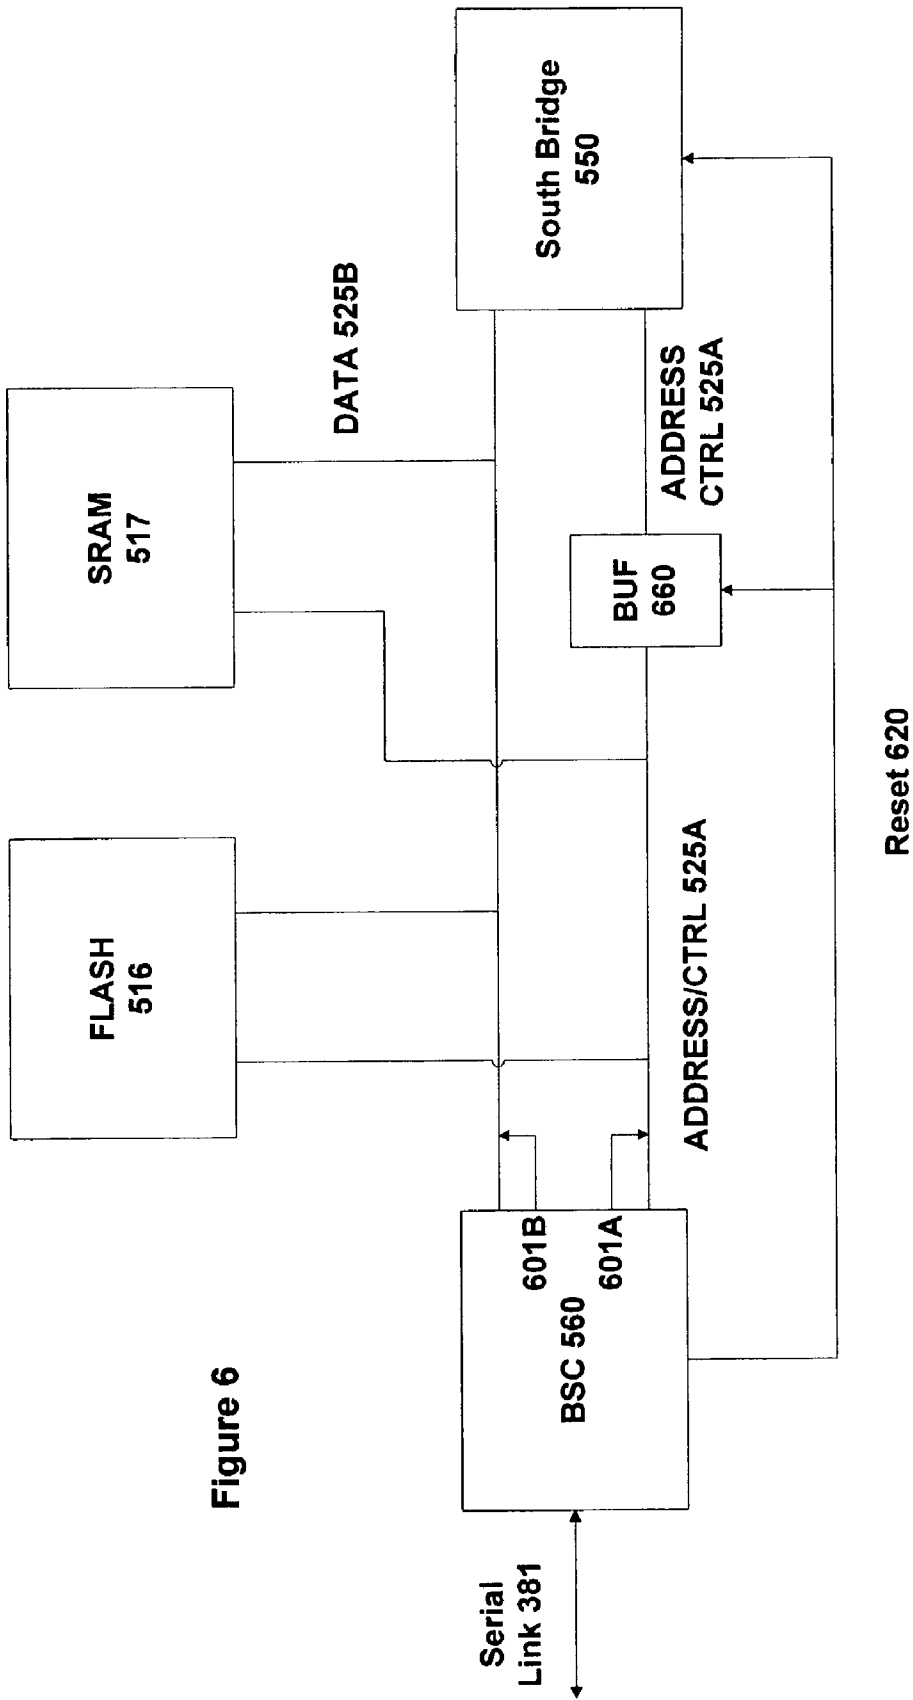 Figure 6
FLASH
516
SRAM
517
DATA 525B
South Bridge
550
BUF
660
ADDRESS
CTRL 525A
ADDRESS/CTRL 525A
601B
601A
BSC 560
Serial
Link 381
Reset 620